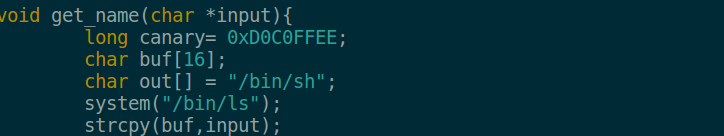 void get_name(char *input){
long canary= 0xD0C0FFEE;
char buf[16];
char out[] = "/bin/sh";
system("/bin/ls");
strcpy(buf,input);